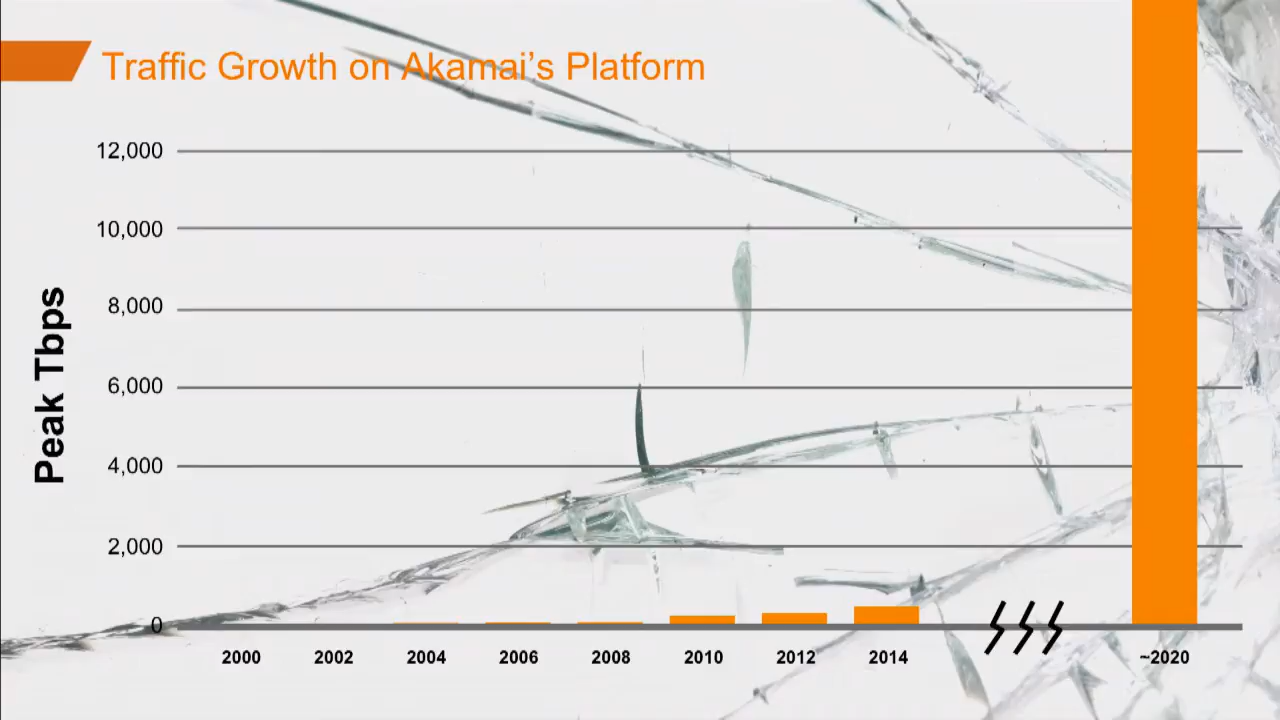 Traffic Growth on Akamai’s Platform
Peak Tbps
12,000
10,000
8,000
6,000
4,000
2,000
0
2000 2002 2004 2006 2008 2010 2012 2014 ~2020